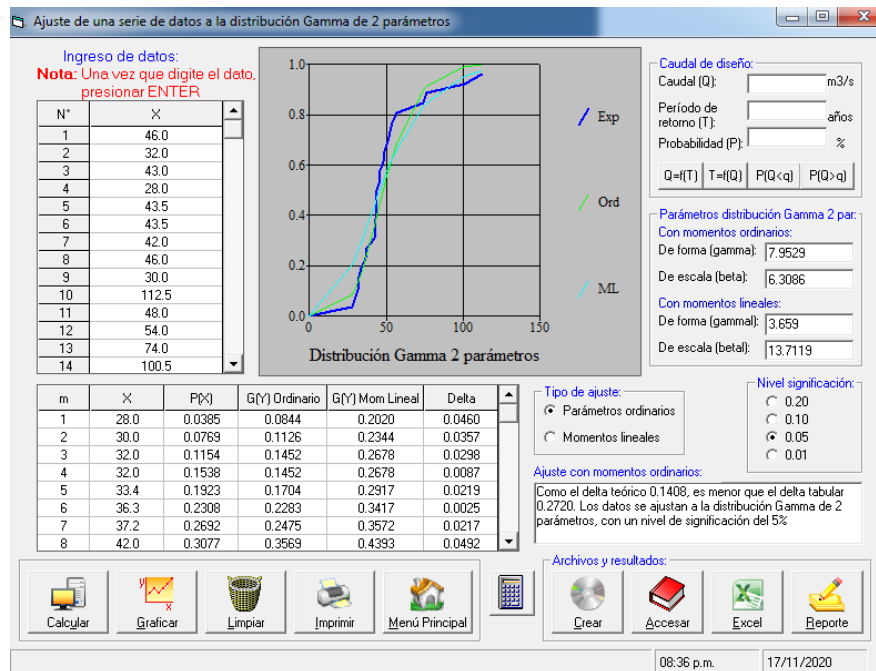 Ajuste de una serie de datos a la distribución Gamma de 2 parámetros
Ingreso de datos:
Nota: Una vez que digite el dato,
presionar ENTER
N° X
1 46.0
2 32.0
3 43.0
4 28.0
5 43.5
6 43.5
7 42.0
8 46.0
9 30.0
10 112.5
11 48.0
12 54.0
13 74.0
14 100.5
1.0
0.8
0.6
0.4
0.2
0.0
0 50 100 150
Distribución Gamma 2 parámetros
Exp
Ord
ML
Caudal de diseño:
Caudal (Q): m3/s
Período de
retorno (T): años
Probabilidad (P): %
Q=f(T) T=f(Q) P(Q<q) P(Q>q)
Parámetros distribución Gamma 2 par:
Con momentos ordinarios:
De forma (gamma): 7.9529
De escala (beta): 6.3086
Con momentos lineales:
De forma (gammal): 3.659
De escala (betal): 13.7119
m X P(X) G(Y) Ordinario G(Y) Mom Lineal Delta
1 28.0 0.0385 0.0844 0.2020 0.0460
2 30.0 0.0769 0.1126 0.2344 0.0357
3 32.0 0.1154 0.1452 0.2678 0.0298
4 32.0 0.1538 0.1452 0.2678 0.0087
5 33.4 0.1923 0.1704 0.2917 0.0219
6 36.3 0.2308 0.2283 0.3417 0.0025
7 37.2 0.2692 0.2475 0.3572 0.0217
8 42.0 0.3077 0.3569 0.4393 0.0492
Tipo de ajuste:
Parámetros ordinarios
Momentos lineales
Nivel significación:
0.20
0.10
0.05
0.01
Ajuste con momentos ordinarios:
Como el delta teórico 0.1408, es menor que el delta tabular
0.2720. Los datos se ajustan a la distribución Gamma de 2
parámetros, con un nivel de significación del 5%
Calcular Graficar Limpiar Imprimir Menú Principal
Archivos y resultados:
Crear Accesar Excel Reporte
08:36 p.m. 17/11/2020